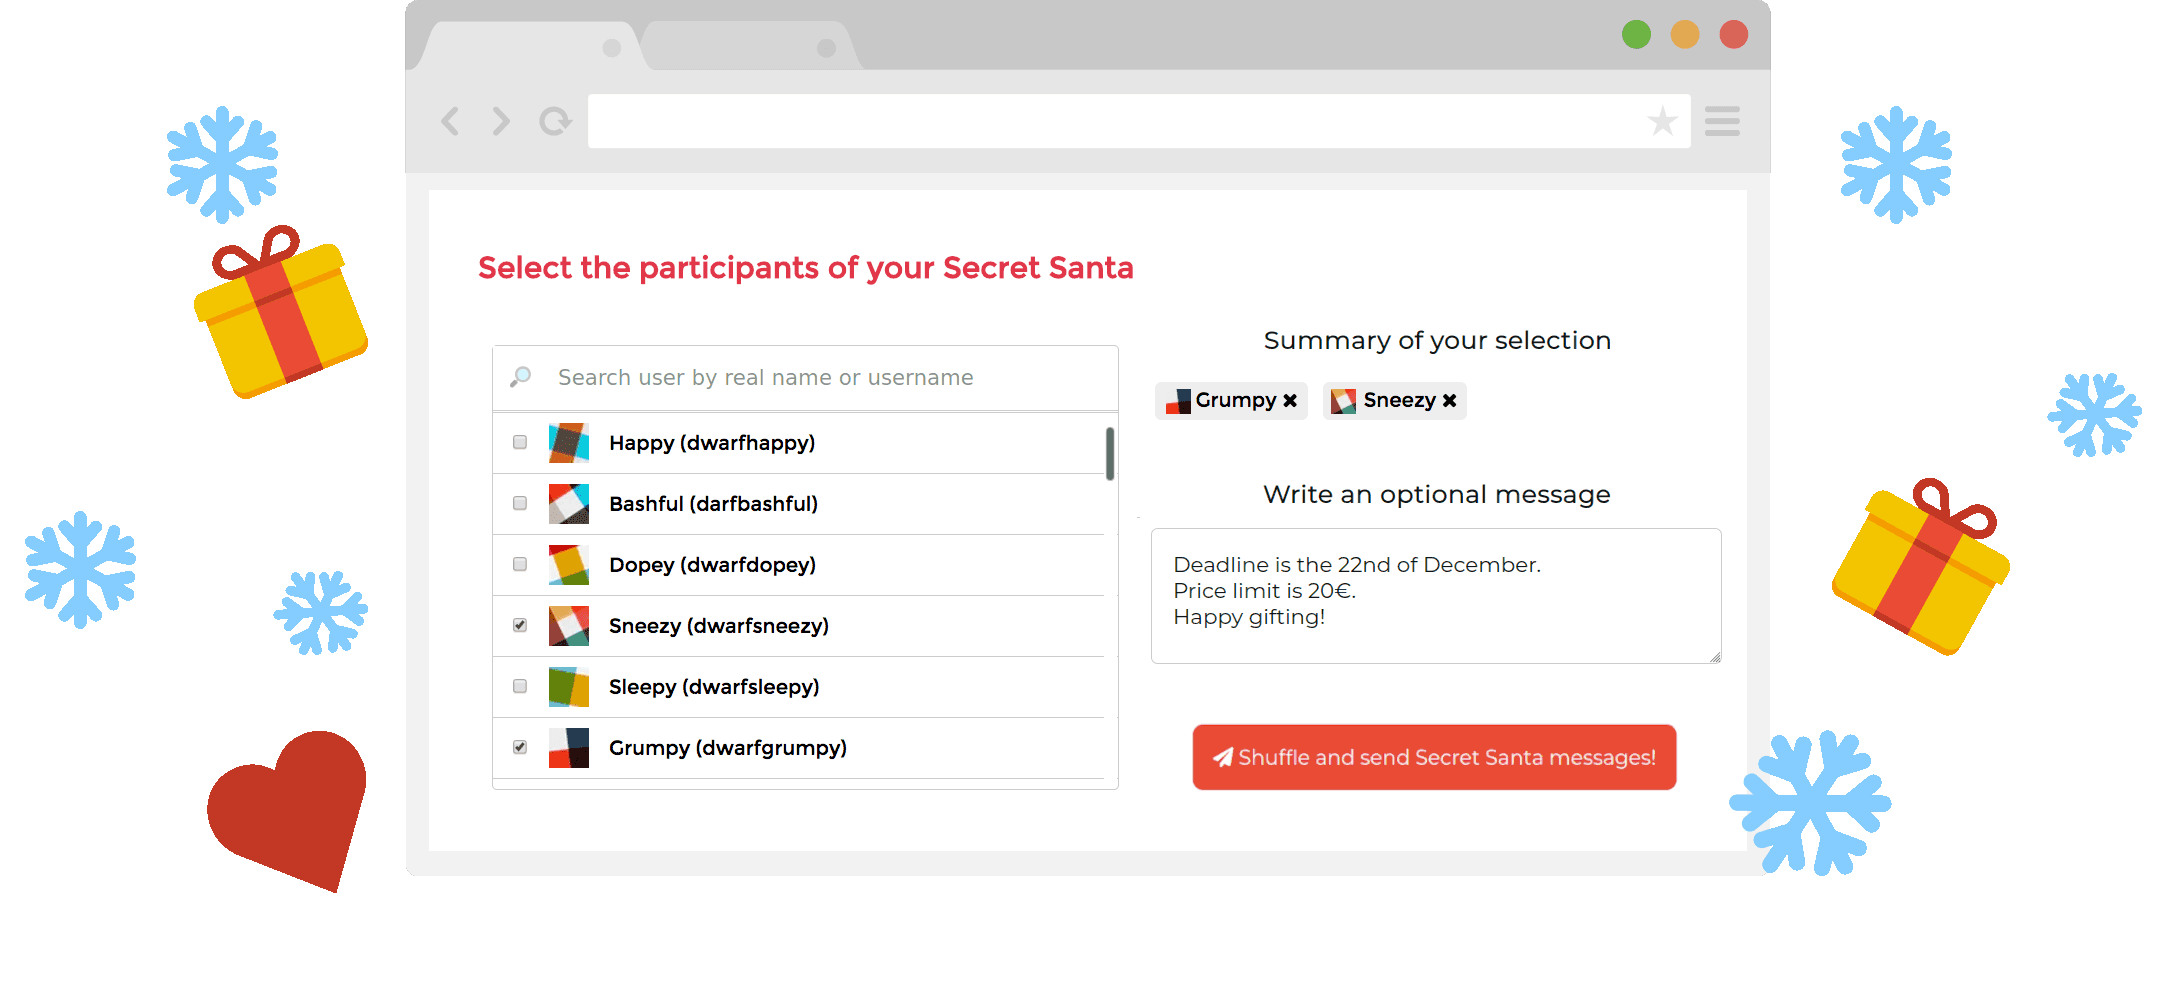 Select the participants of your Secret Santa
Search user by real name or username
Happy (dwarfhappy)
Bashful (darfbashful)
Dopey (dwarfdopey)
Sneezy (dwarfsneezy)
Sleepy (dwarfsleepy)
Grumpy (dwarfgrumpy)
Summary of your selection
Grumpy ✖ Sneezy ✖
Write an optional message
Deadline is the 22nd of December.
Price limit is 20€.
Happy gifting!
Shuffle and send Secret Santa messages!